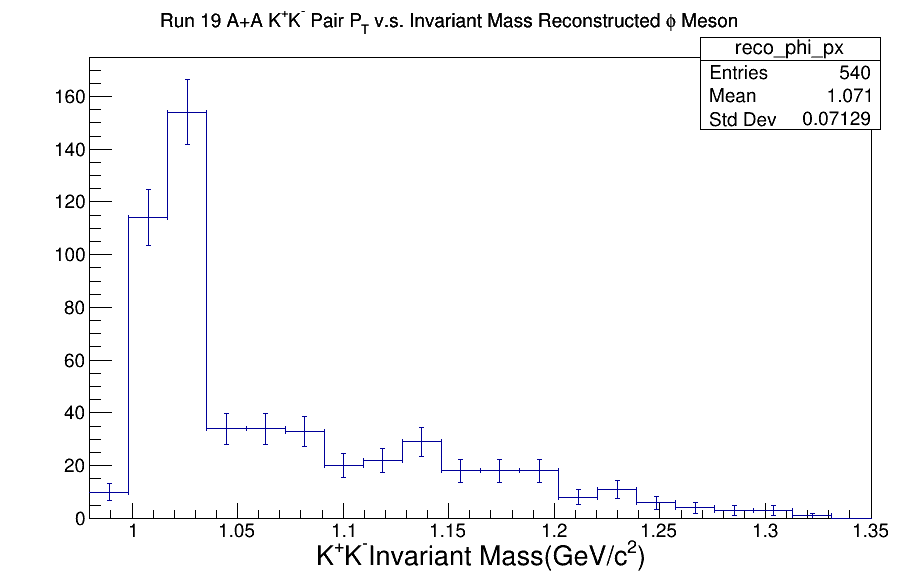 Run 19 A+A K⁺K⁻ Pair P_T v.s. Invariant Mass Reconstructed ϕ Meson
reco_phi_px
Entries 540
Mean 1.071
Std Dev 0.07129
160
140
120
100
80
60
40
20
0
1 1.05 1.1 1.15 1.2 1.25 1.3 1.35
K⁺K⁻Invariant Mass(GeV/c²)